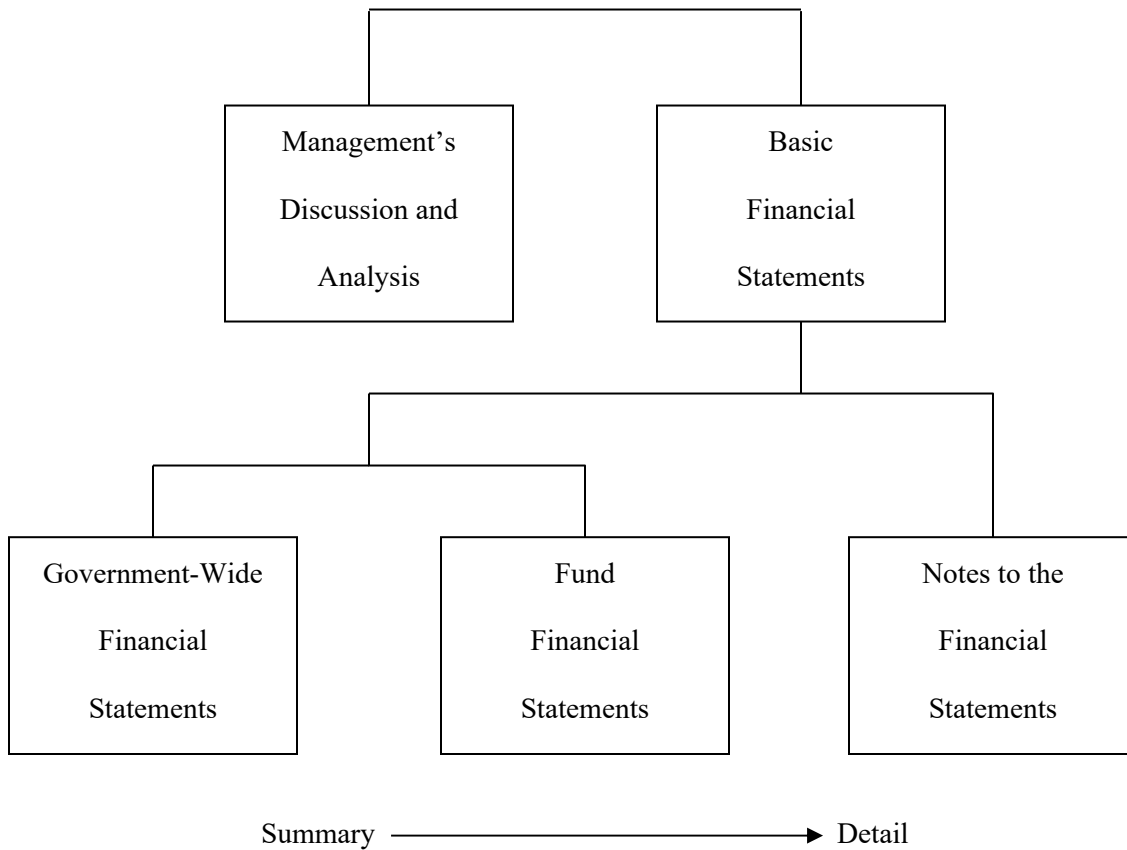 Management’s
Discussion and
Analysis
Basic
Financial
Statements
Government-Wide
Financial
Statements
Fund
Financial
Statements
Notes to the
Financial
Statements
Summary
Detail